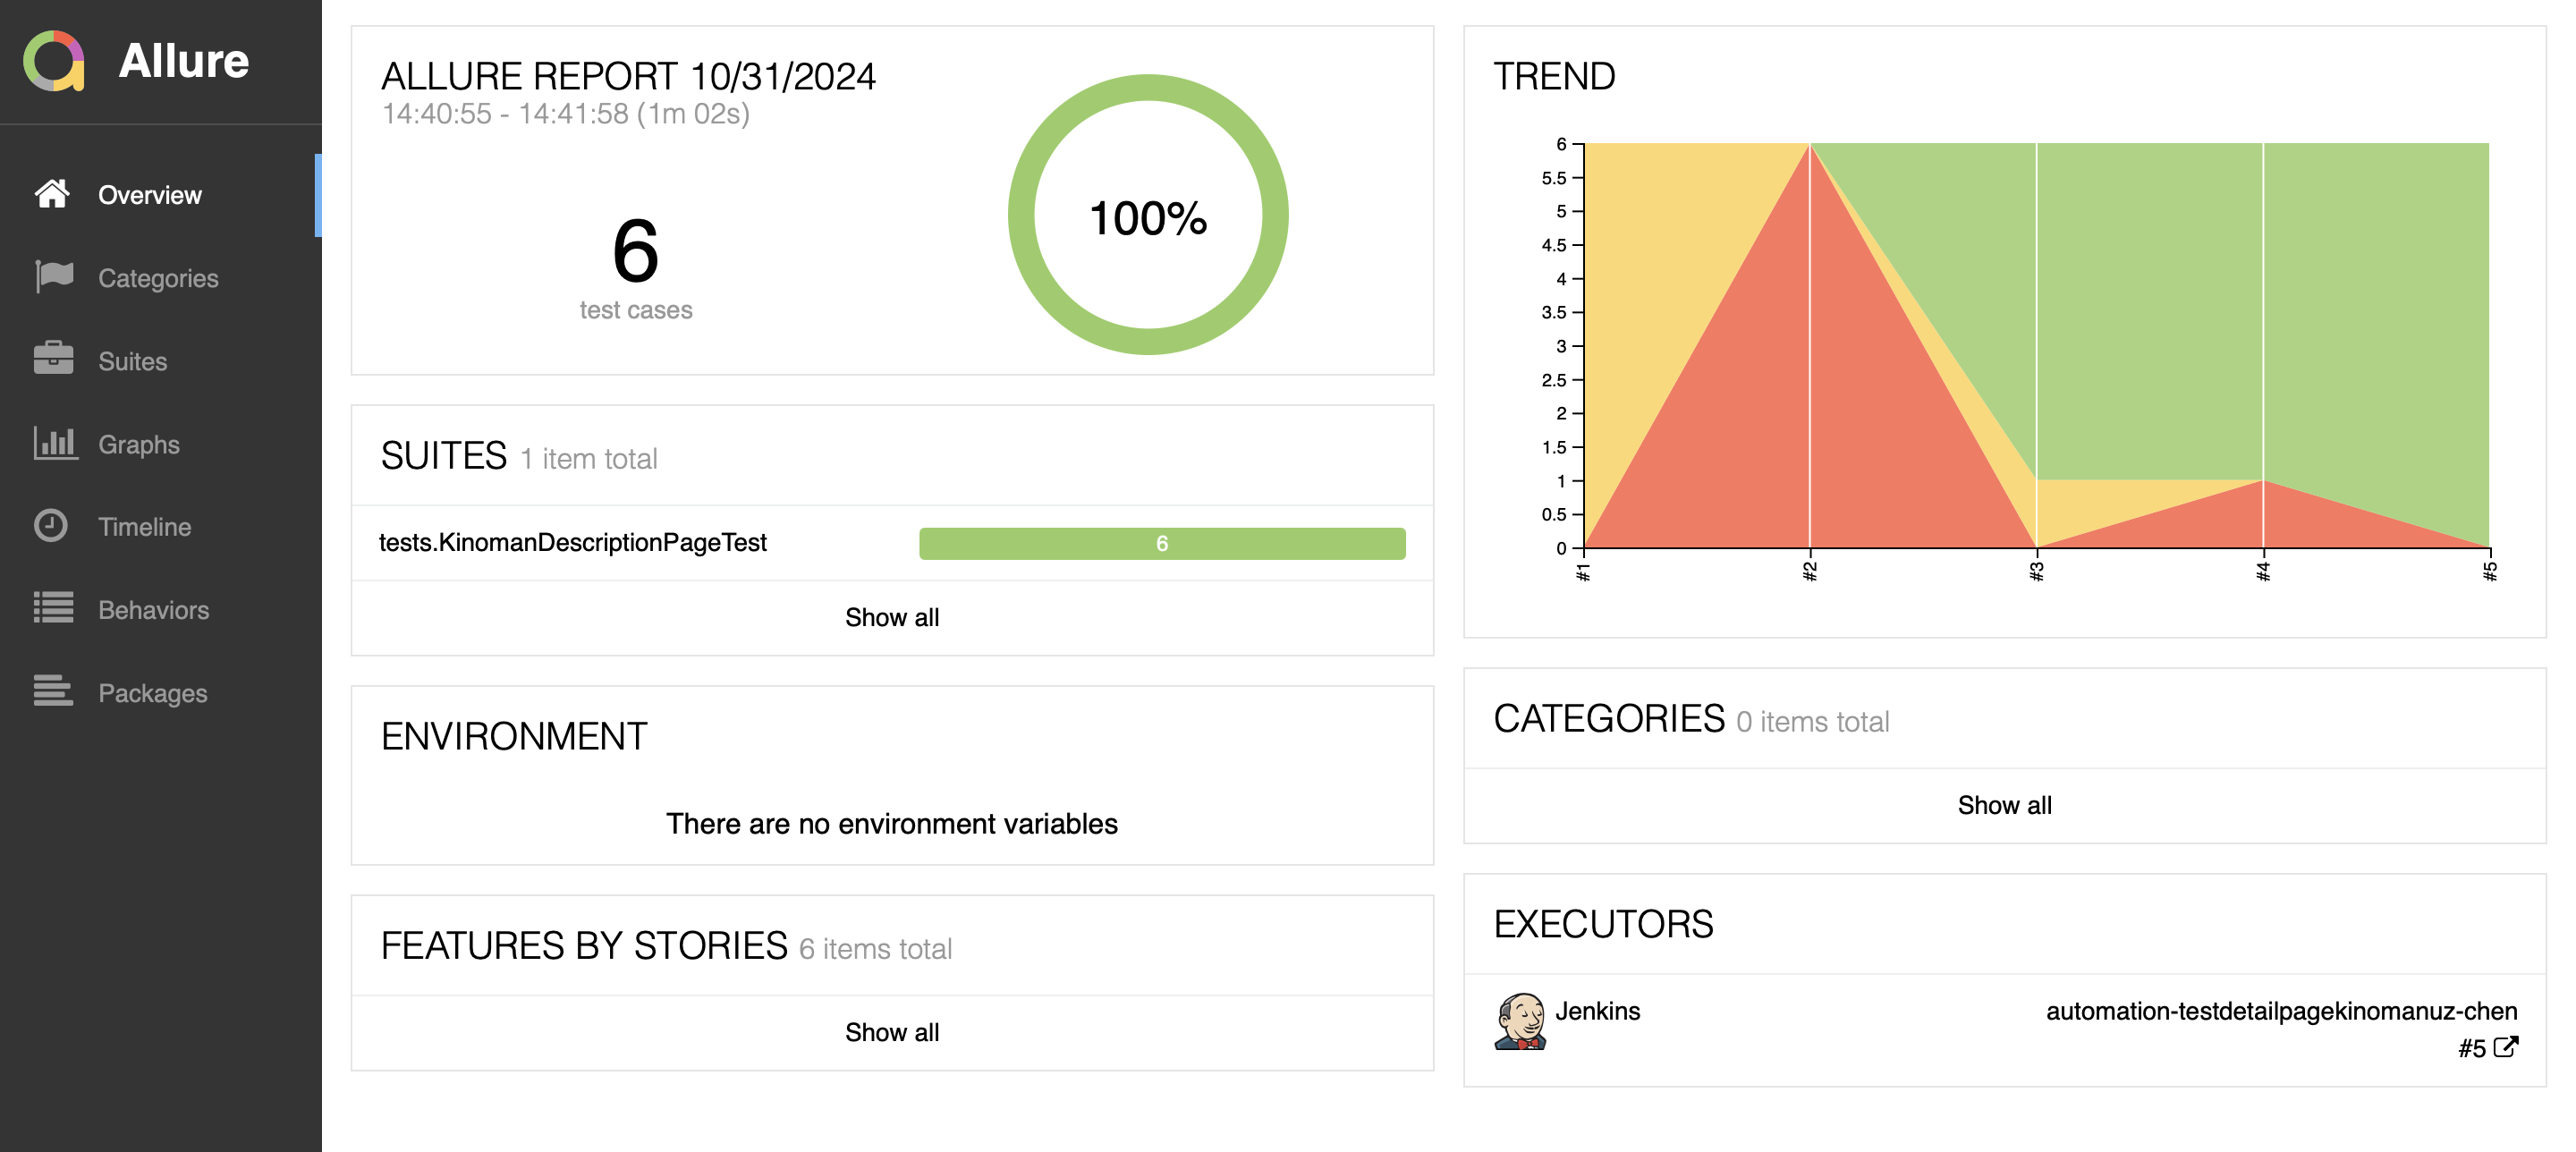 Allure
Overview
Categories
Suites
Graphs
Timeline
Behaviors
Packages
ALLURE REPORT 10/31/2024
14:40:55 - 14:41:58 (1m 02s)
6
test cases
100%
SUITES 1 item total
tests.KinomanDescriptionPageTest 6
Show all
ENVIRONMENT
There are no environment variables
FEATURES BY STORIES 6 items total
Show all
TREND
6
5.5
5
4.5
4
3.5
3
2.5
2
1.5
1
0.5
0
#1 #2 #3 #4 #5
CATEGORIES 0 items total
Show all
EXECUTORS
Jenkins automation-testdetailpagekinomanuz-chen
#5